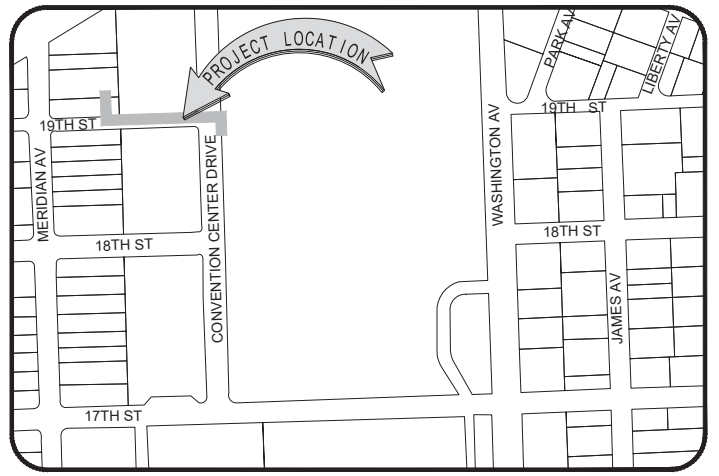 PROJECT LOCATION
PARK AV
LIBERTY AV
19TH ST
19TH ST
MERIDIAN AV
CONVENTION CENTER DRIVE
WASHINGTON AV
18TH ST
18TH ST
JAMES AV
17TH ST